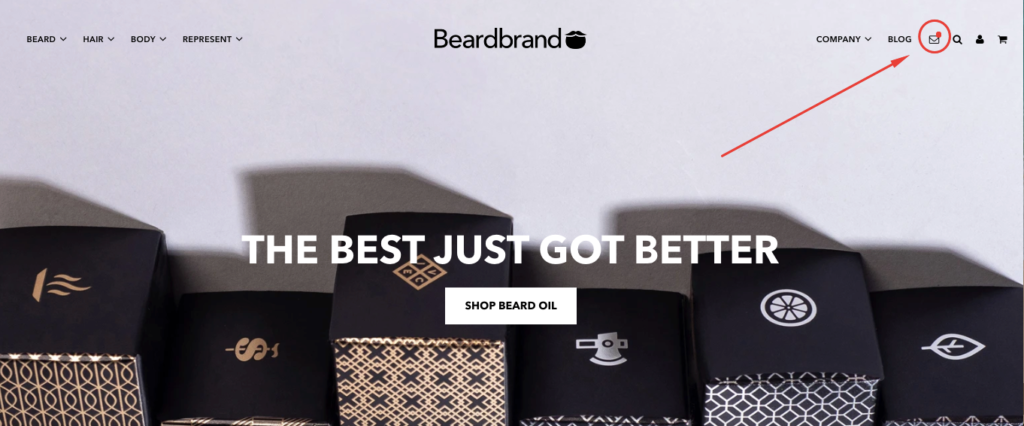 BEARD HAIR BODY REPRESENT Beardbrand COMPANY BLOG
THE BEST JUST GOT BETTER
SHOP BEARD OIL